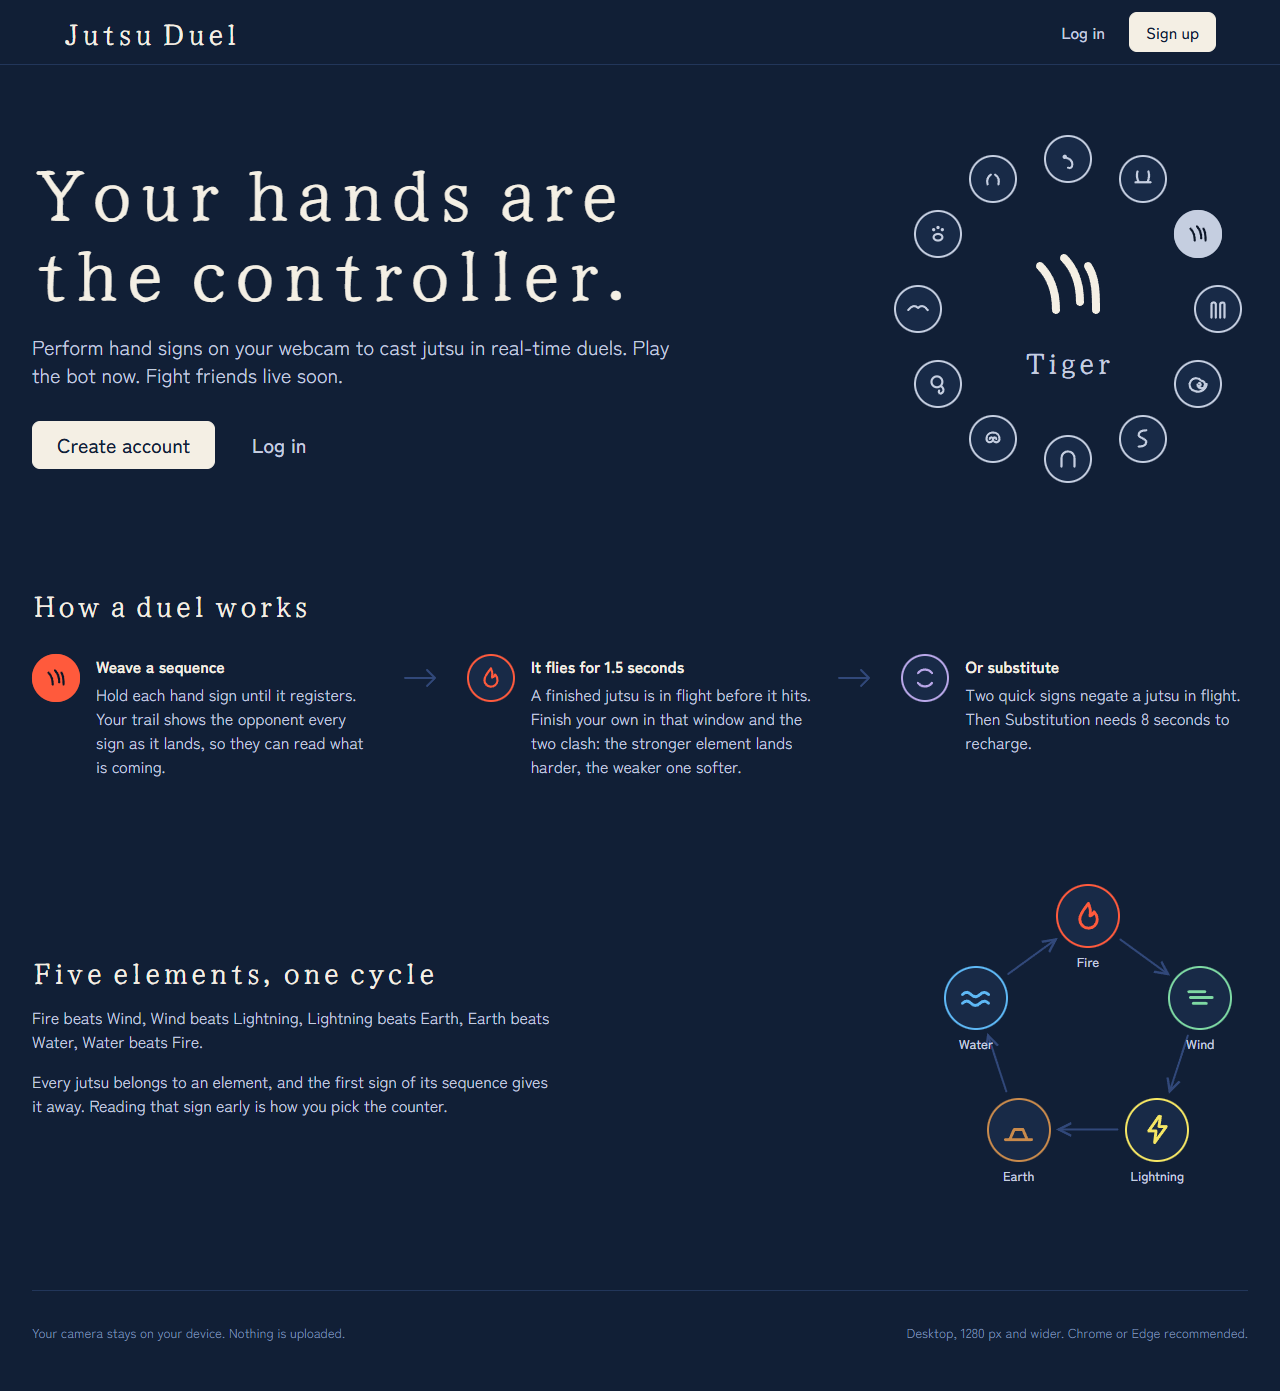 Jutsu Duel
Log in
Sign up
Your hands are
the controller.
Perform hand signs on your webcam to cast jutsu in real-time duels. Play
the bot now. Fight friends live soon.
Create account
Log in
Tiger
How a duel works
Weave a sequence
Hold each hand sign until it registers.
Your trail shows the opponent every
sign as it lands, so they can read what
is coming.
It flies for 1.5 seconds
A finished jutsu is in flight before it hits.
Finish your own in that window and the
two clash: the stronger element lands
harder, the weaker one softer.
Or substitute
Two quick signs negate a jutsu in flight.
Then Substitution needs 8 seconds to
recharge.
Five elements, one cycle
Fire beats Wind, Wind beats Lightning, Lightning beats Earth, Earth beats
Water, Water beats Fire.
Every jutsu belongs to an element, and the first sign of its sequence gives
it away. Reading that sign early is how you pick the counter.
Fire
Water
Wind
Earth
Lightning
Your camera stays on your device. Nothing is uploaded.
Desktop, 1280 px and wider. Chrome or Edge recommended.